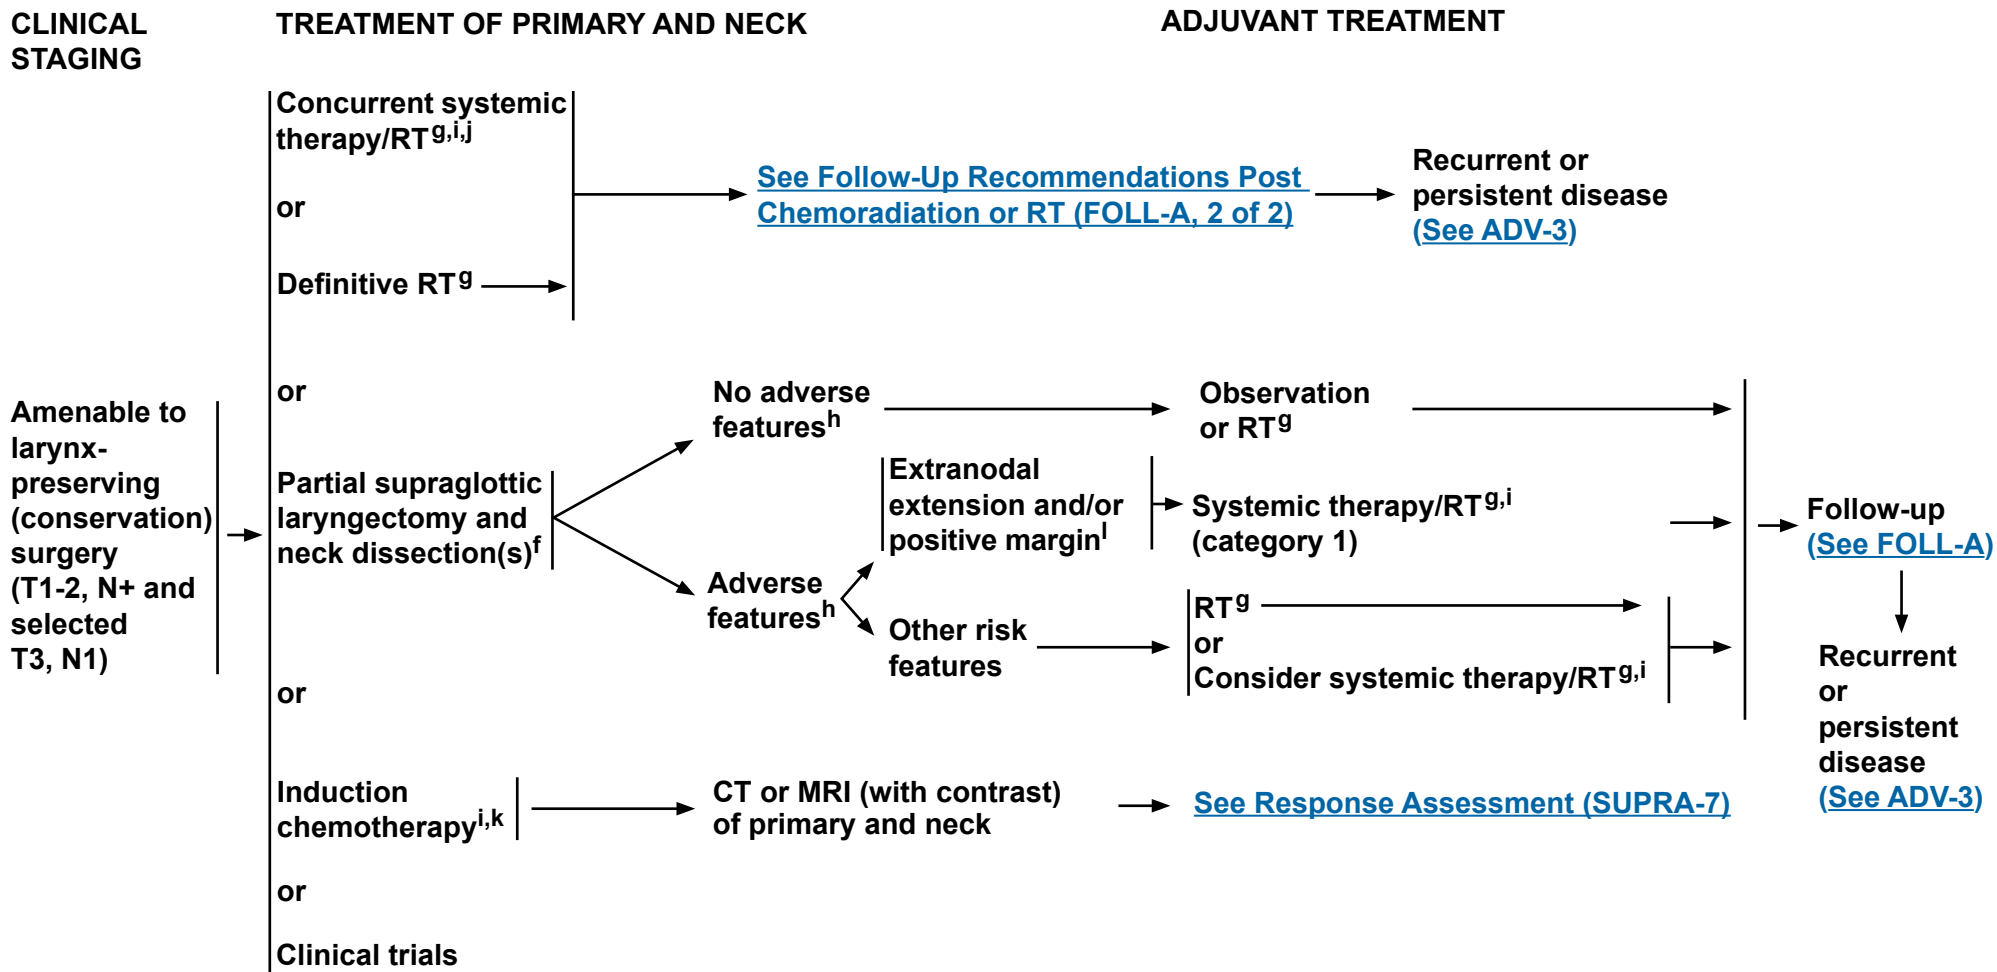 CLINICAL
STAGING
TREATMENT OF PRIMARY AND NECK
ADJUVANT TREATMENT
Amenable to
larynx-
preserving
(conservation)
surgery
(T1-2, N+ and
selected
T3, N1)
Concurrent systemic
therapy/RTg,i,j
or
Definitive RTg
See Follow-Up Recommendations Post
Chemoradiation or RT (FOLL-A, 2 of 2)
Recurrent or
persistent disease
(See ADV-3)
or
Partial supraglottic
laryngectomy and
neck dissection(s)f
No adverse
featuresh
Observation
or RTg
Adverse
featuresh
Extranodal
extension and/or
positive marginl
Systemic therapy/RTg,i
(category 1)
Other risk
features
RTg
or
Consider systemic therapy/RTg,i
Follow-up
(See FOLL-A)
Recurrent
or
persistent
disease
(See ADV-3)
or
Induction
chemotherapyi,k
CT or MRI (with contrast)
of primary and neck
See Response Assessment (SUPRA-7)
or
Clinical trials